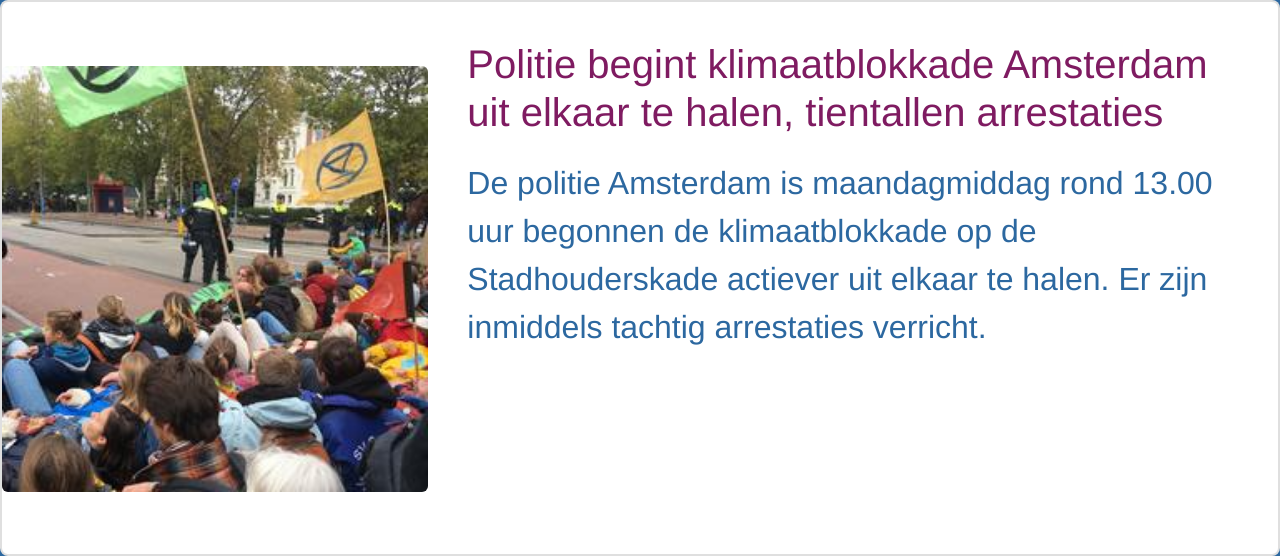 Politie begint klimaatblokkade Amsterdam
uit elkaar te halen, tientallen arrestaties
De politie Amsterdam is maandagmiddag rond 13.00
uur begonnen de klimaatblokkade op de
Stadhouderskade actiever uit elkaar te halen. Er zijn
inmiddels tachtig arrestaties verricht.